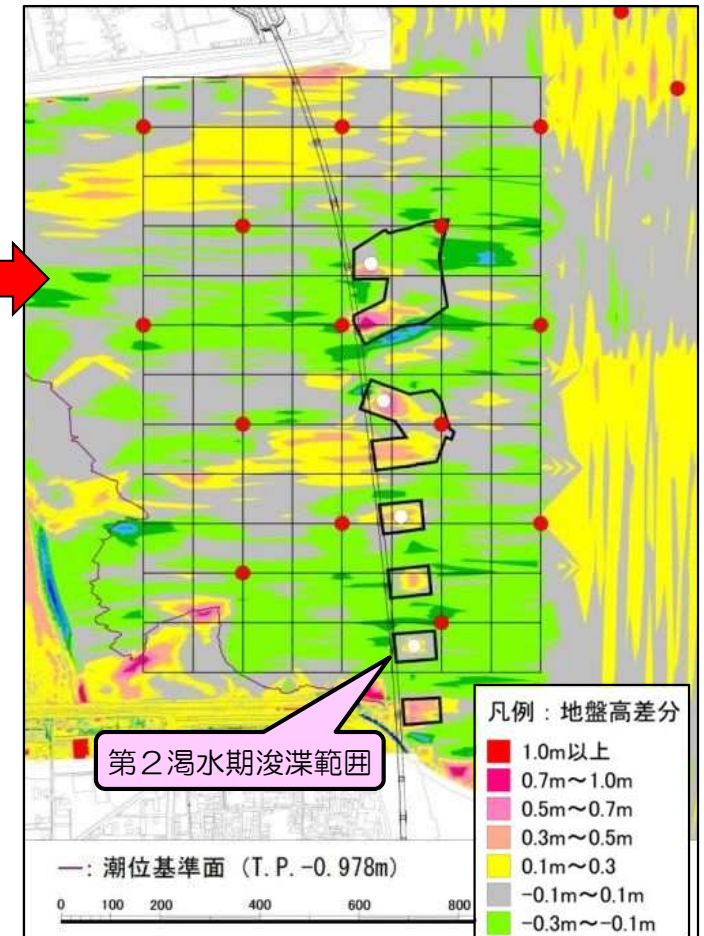 第2渇水期浚渫範囲
凡例：地盤高差分
1.0m以上
0.7m～1.0m
0.5m～0.7m
0.3m～0.5m
0.1m～0.3
-0.1m～0.1m
-0.3m～-0.1m
―: 潮位基準面 (T.P.-0.978m)
0 100 200 400 600 800